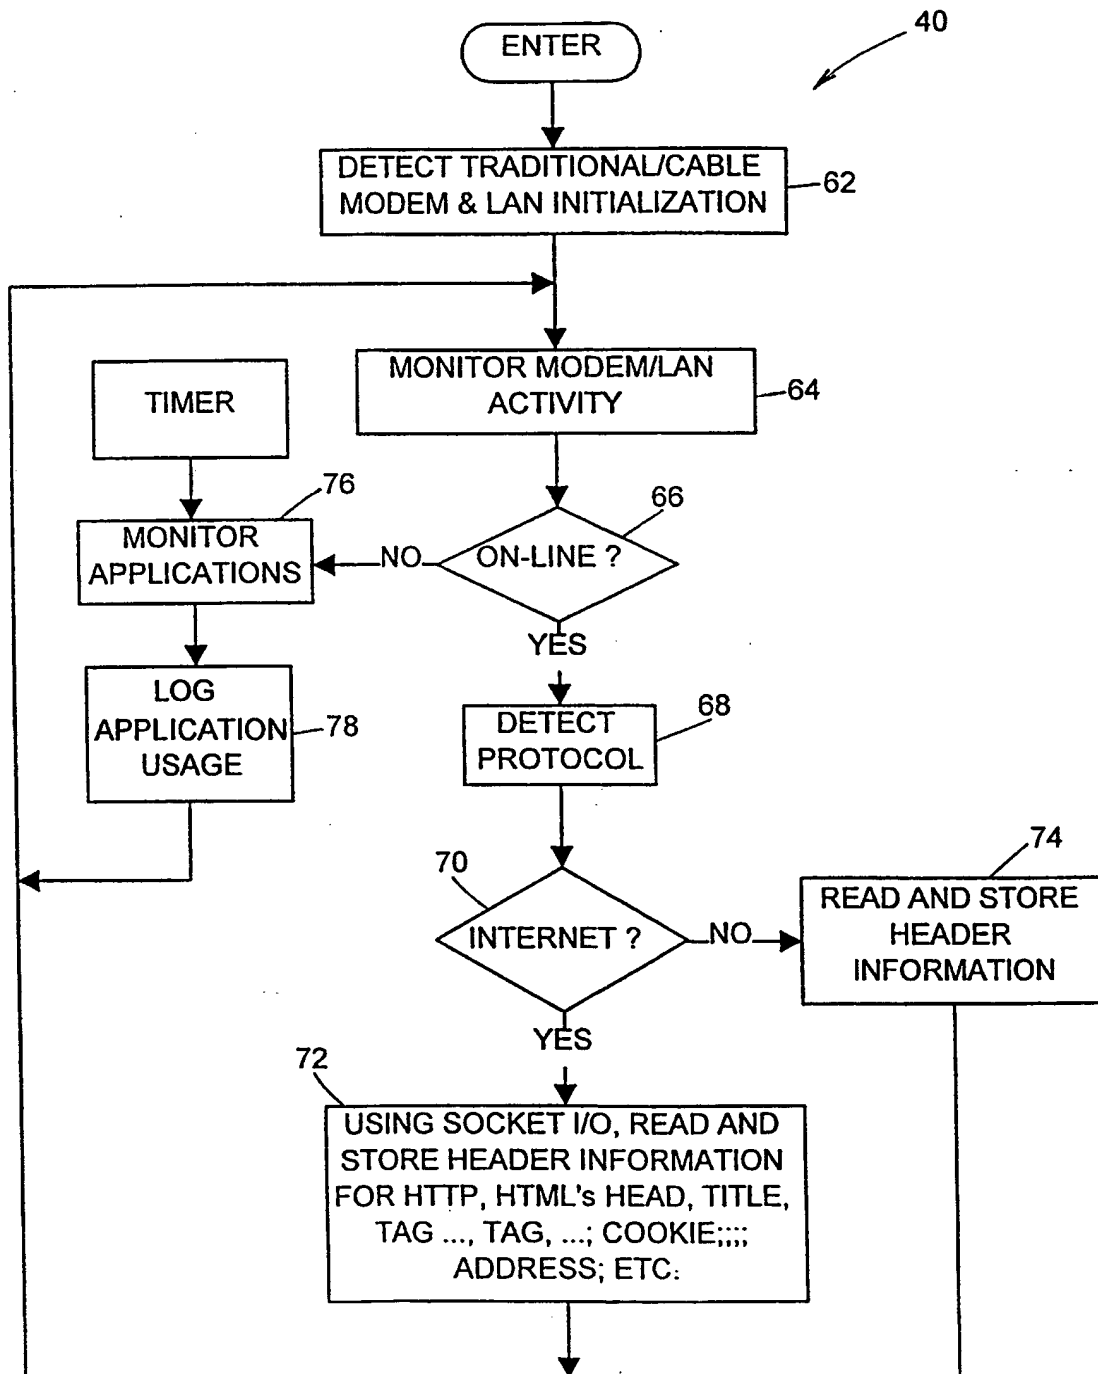 40
ENTER
DETECT TRADITIONAL/CABLE
MODEM & LAN INITIALIZATION
62
MONITOR MODEM/LAN
ACTIVITY
64
TIMER
76
MONITOR
APPLICATIONS
NO
ON-LINE ?
66
YES
LOG
APPLICATION
USAGE
78
DETECT
PROTOCOL
68
70
INTERNET ?
NO
74
READ AND STORE
HEADER
INFORMATION
YES
72
USING SOCKET I/O, READ AND
STORE HEADER INFORMATION
FOR HTTP, HTML's HEAD, TITLE,
TAG ..., TAG, ...; COOKIE;;;;
ADDRESS; ETC.